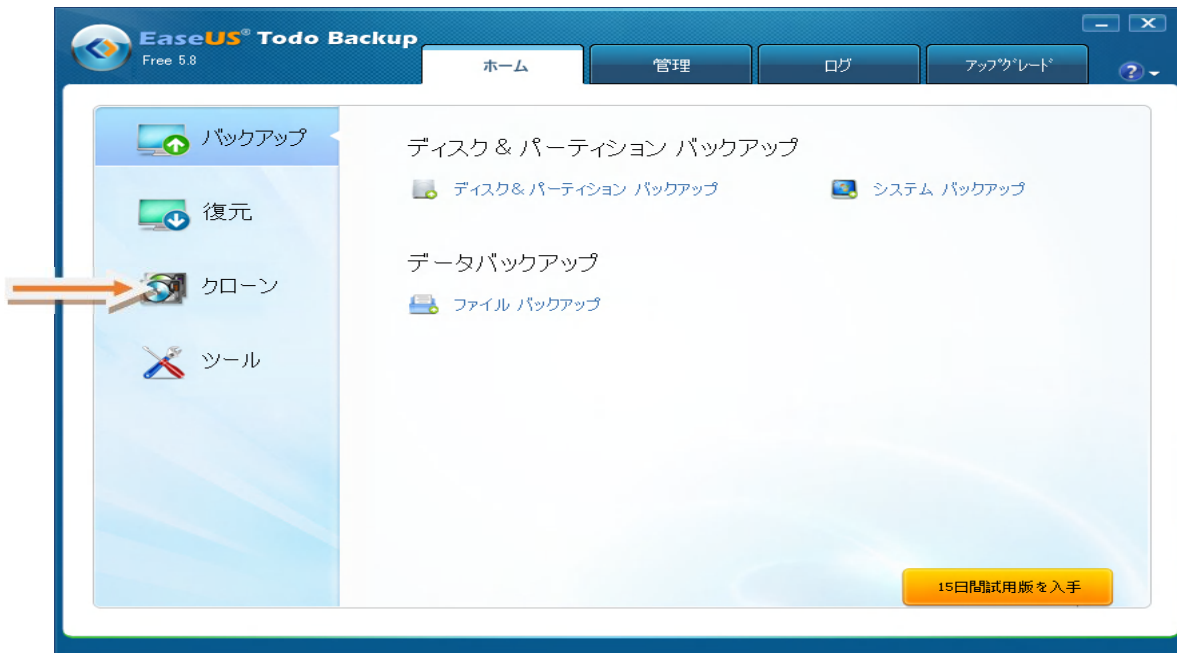 EaseUS® Todo Backup
Free 5.8
ホーム
管理
ログ
アップグレード
?
バックアップ
復元
クローン
ツール
ディスク & パーティション バックアップ
ディスク& パーティション バックアップ
システム バックアップ
データバックアップ
ファイル バックアップ
15日間試用版を入手